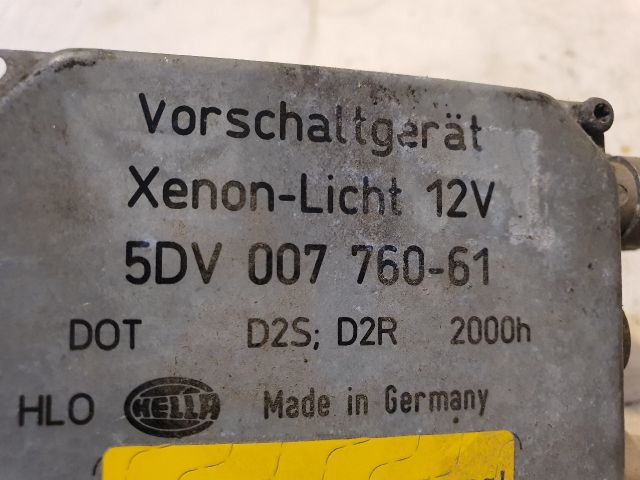 Vorschaltgerät
Xenon-Licht 12V
5DV 007 760-61
DOT D2S; D2R 2000h
HLO HELLA Made in Germany